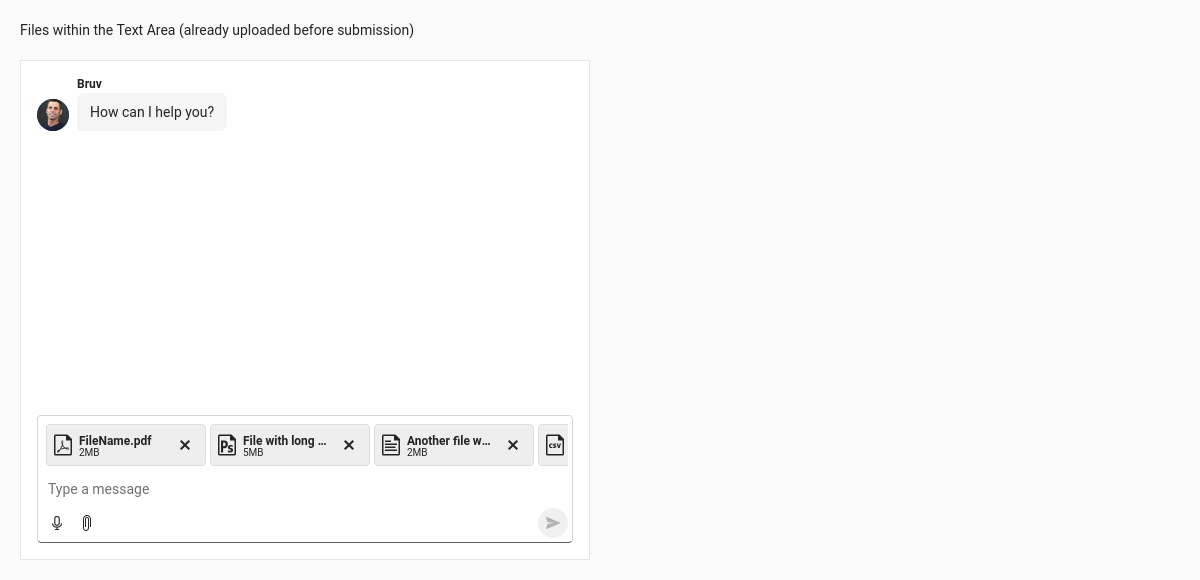 Files within the Text Area (already uploaded before submission)
Bruv
How can I help you?
FileName.pdf
2MB
Ps
File with long ...
5MB
Another file w...
2MB
csv
Type a message